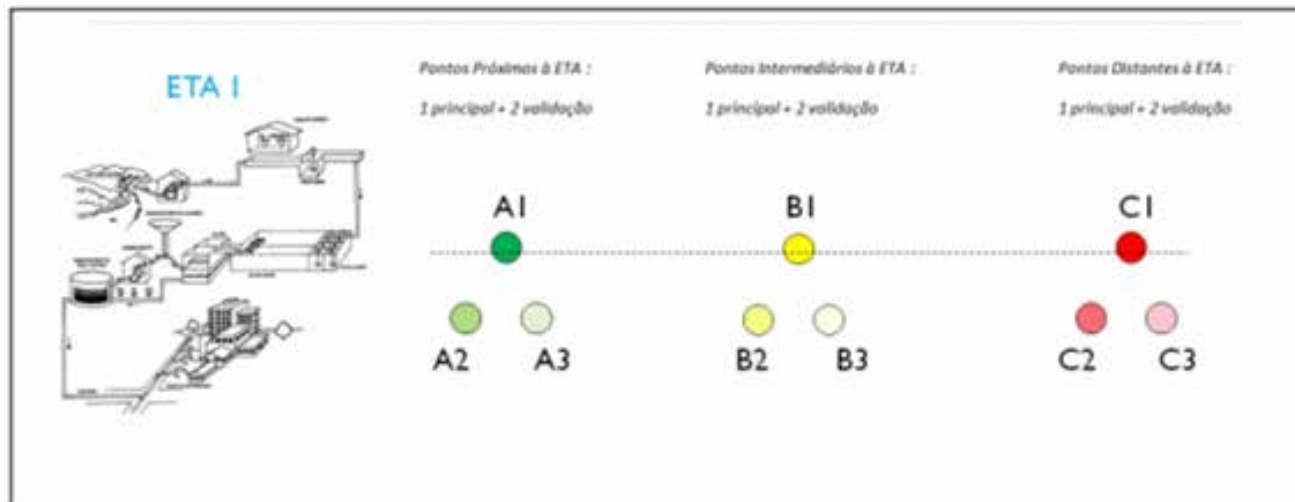 ETA I
Pontos Próximos à ETA :
1 principal + 2 validação
Pontos Intermediários à ETA :
1 principal + 2 validação
Pontos Distantes à ETA :
1 principal + 2 validação
A1
B1
C1
A2
A3
B2
B3
C2
C3